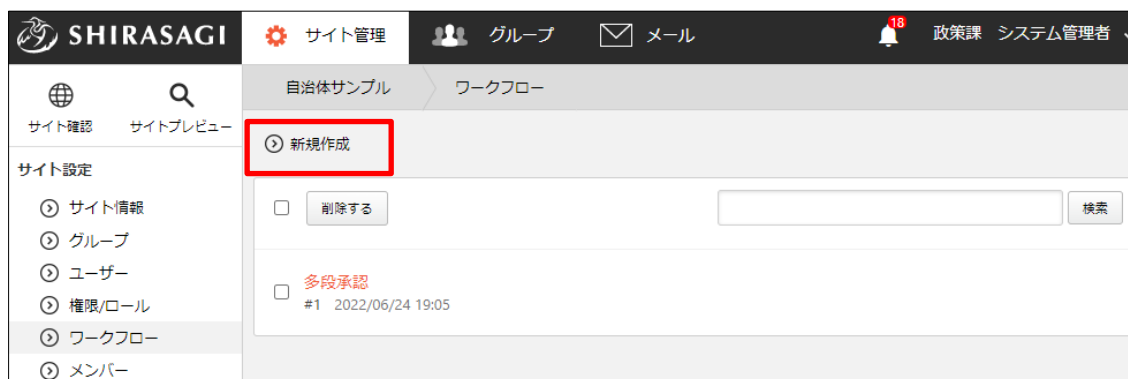 SHIRASAGI サイト管理 グループ メール 18 政策課 システム管理者
サイト確認 サイトプレビュー
自治体サンプル ワークフロー
新規作成
サイト設定
サイト情報
グループ
ユーザー
権限/ロール
ワークフロー
メンバー
削除する 検索
多段承認
#1 2022/06/24 19:05